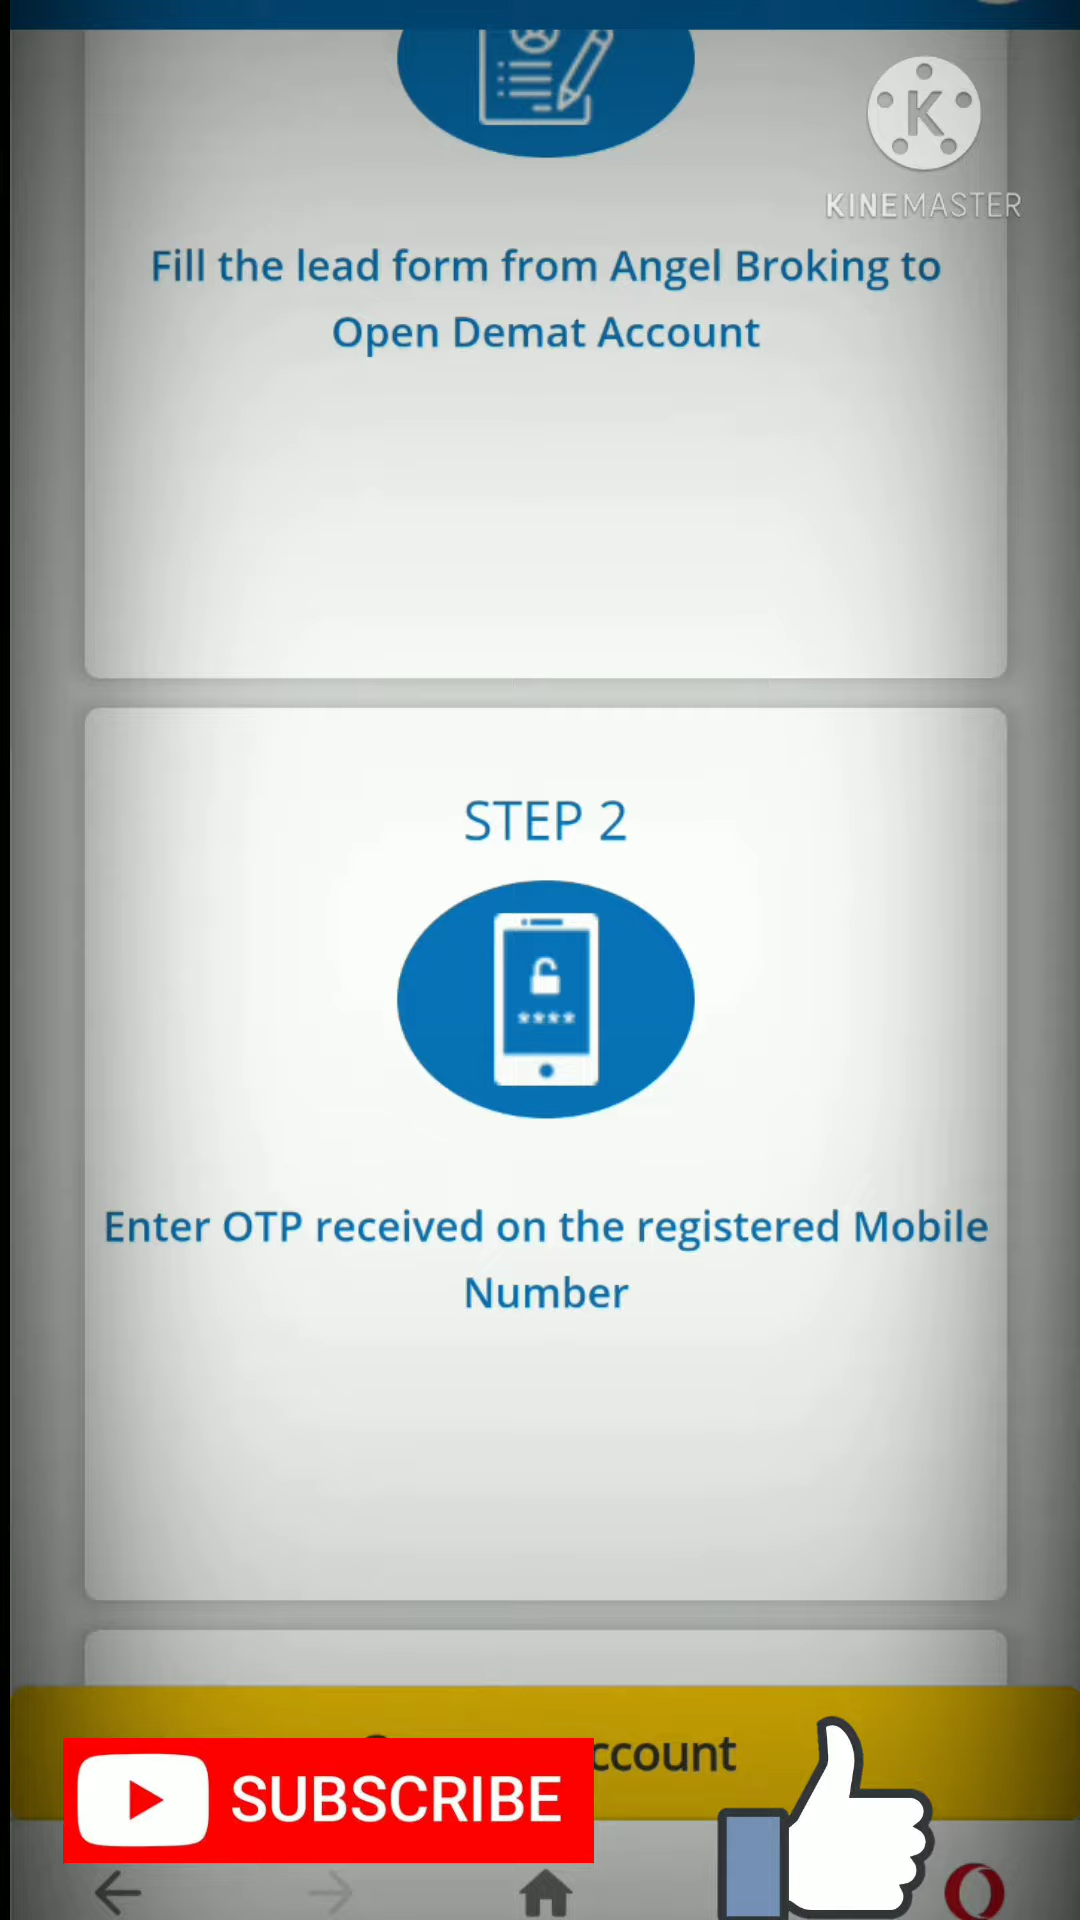 KINEMASTER
Fill the lead form from Angel Broking to
Open Demat Account
STEP 2
****
Enter OTP received on the registered Mobile
Number
ccount
SUBSCRIBE